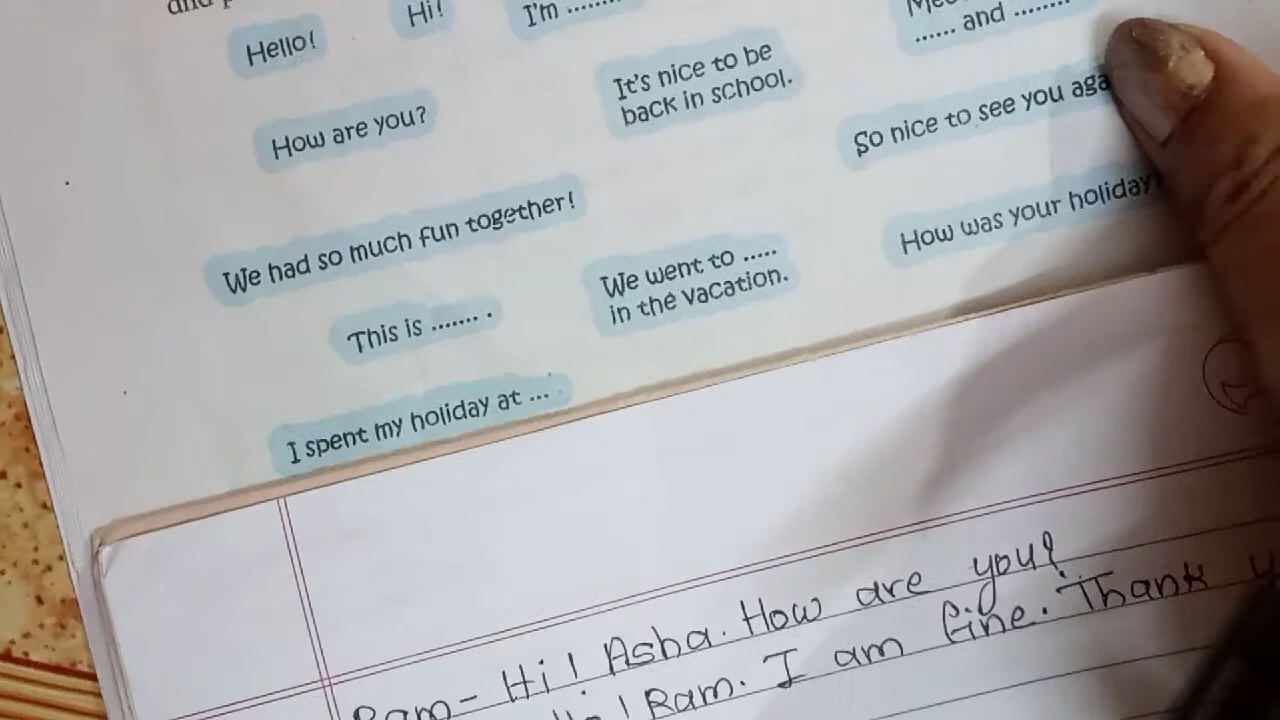 and
Hello!
Hi!
I'm ........
...... and ........
How are you?
It's nice to be
back in school.
So nice to see you
We had so much fun together!
We went to .....
in the vacation.
How was your holiday
This is ....... .
I spent my holiday at ...
Ram- Hi! Asha. How are you?
! Ram. I am fine. Thank